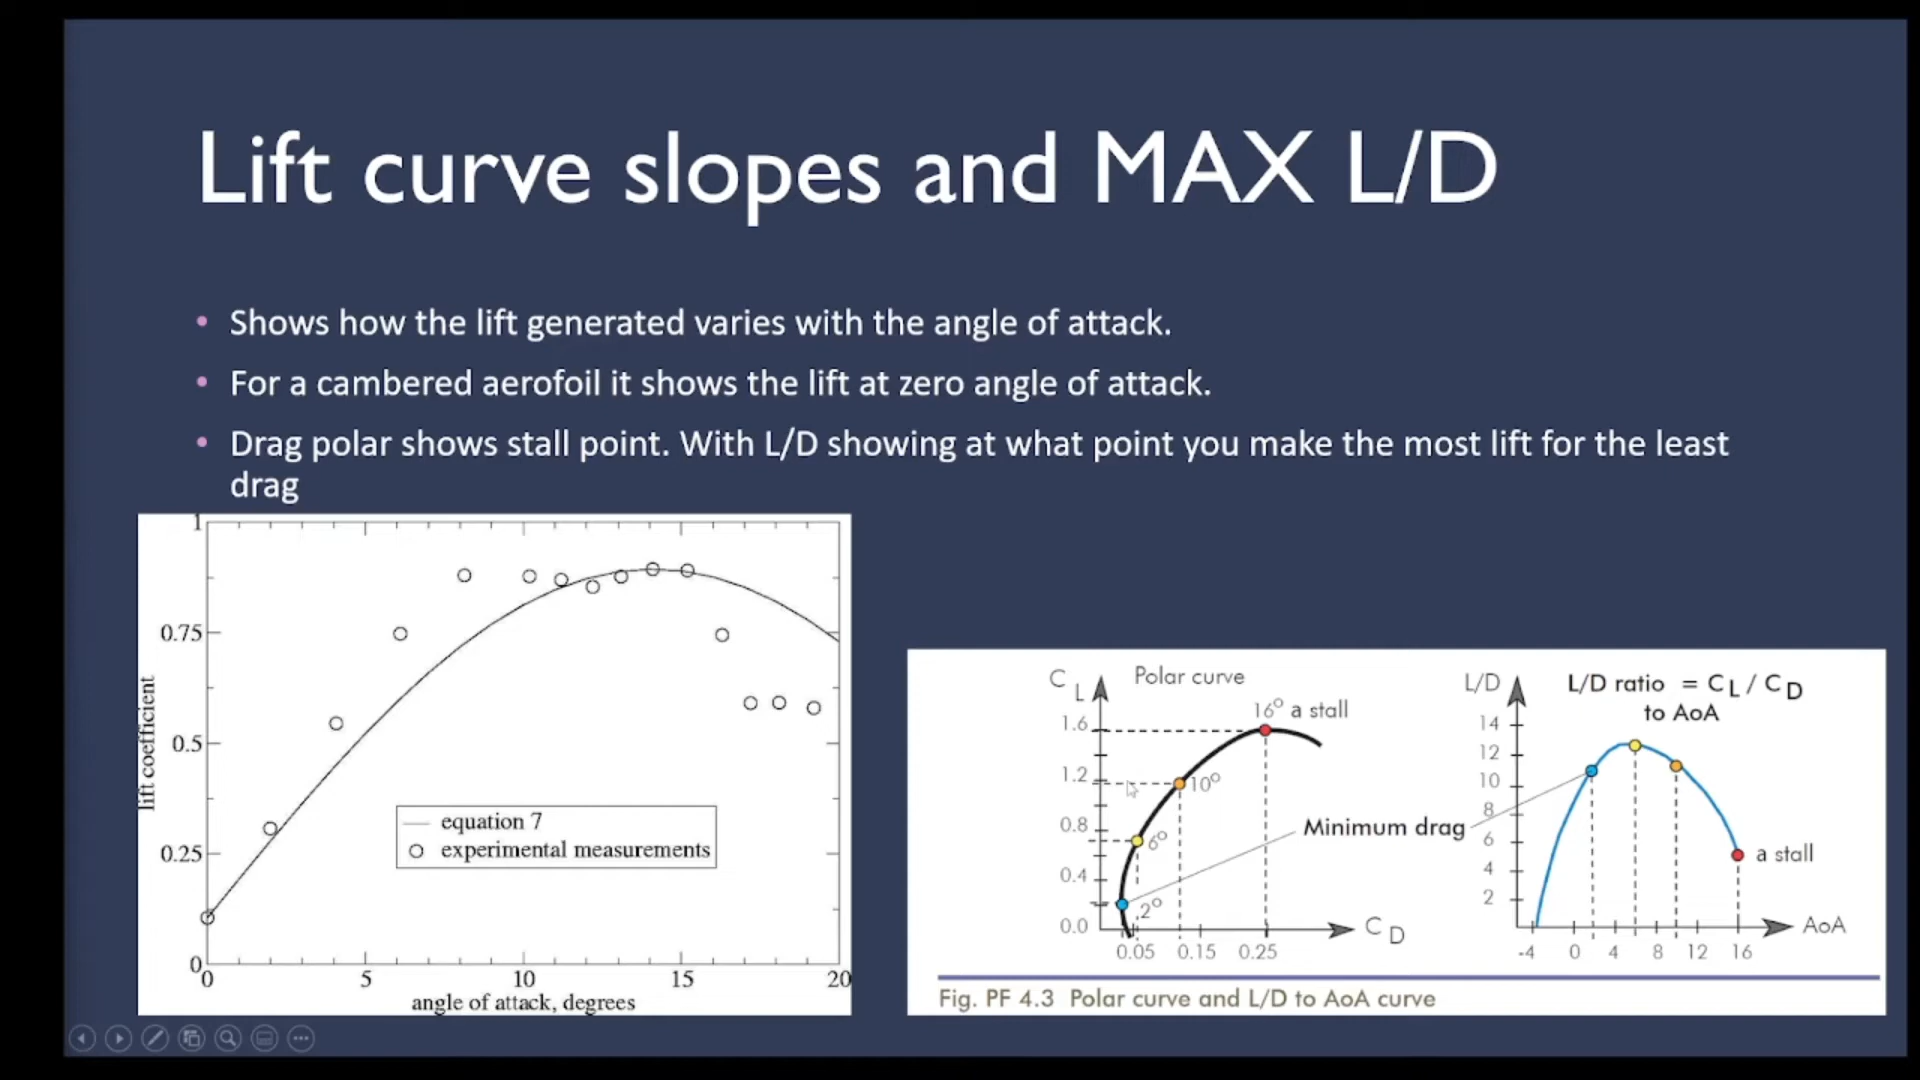 Lift curve slopes and MAX L/D
• Shows how the lift generated varies with the angle of attack.
• For a cambered aerofoil it shows the lift at zero angle of attack.
• Drag polar shows stall point. With L/D showing at what point you make the most lift for the least
drag
1
0.75
0.5
0.25
0
lift coefficient
equation 7
experimental measurements
0 5 10 15 20
angle of attack, degrees
C L
Polar curve
16° a stall
1.6
1.2
10°
0.8
6°
0.4
2°
0.0
C D
0.05 0.15 0.25
Minimum drag
L/D
L/D ratio = CL / CD
to AoA
14
12
10
8
6
4
2
a stall
AoA
-4 0 4 8 12 16
Fig. PF 4.3 Polar curve and L/D to AoA curve